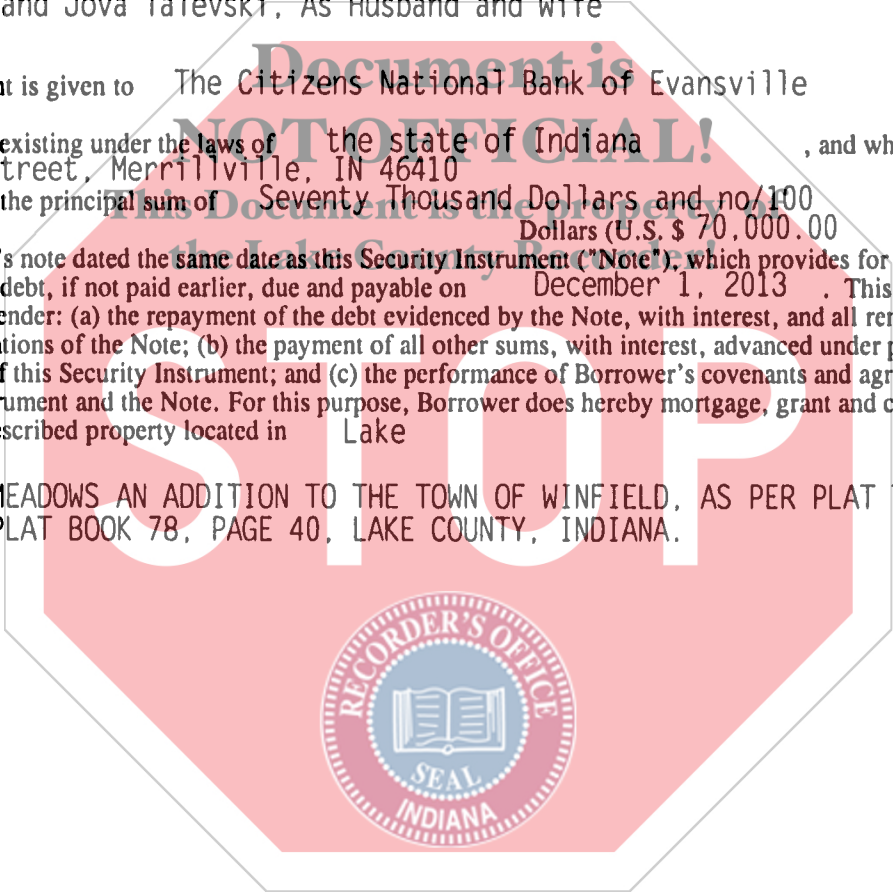 and Jova Talevski, As Husband and Wife
Document is
nt is given to The Citizens National Bank of Evansville
NOT OFFICIAL!
existing under the laws of the state of Indiana , and wh
treet, Merrillville, IN 46410
This Document is the property of
the principal sum of Seventy Thousand Dollars and no/100
Dollars (U.S. $ 70,000.00
the Lake County Recorder!
's note dated the same date as this Security Instrument ("Note"), which provides for
debt, if not paid earlier, due and payable on December 1, 2013 . This
ender: (a) the repayment of the debt evidenced by the Note, with interest, and all ren
tions of the Note; (b) the payment of all other sums, with interest, advanced under p
f this Security Instrument; and (c) the performance of Borrower's covenants and agr
rument and the Note. For this purpose, Borrower does hereby mortgage, grant and c
scribed property located in Lake
STOP
MEADOWS AN ADDITION TO THE TOWN OF WINFIELD, AS PER PLAT
PLAT BOOK 78, PAGE 40, LAKE COUNTY, INDIANA.
RECORDER'S OFFICE
SEAL
INDIANA